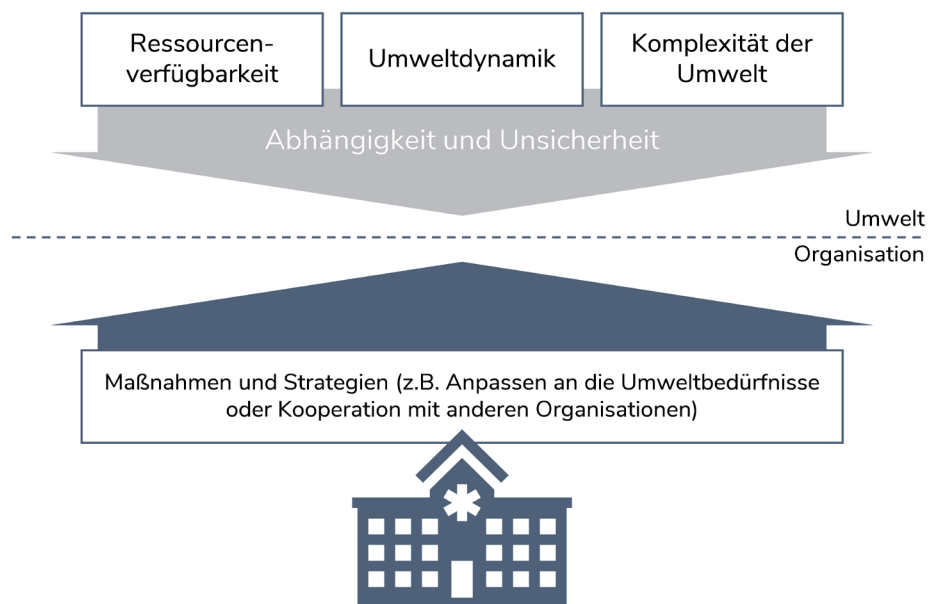 Ressourcen-
verfügbarkeit
Umweltdynamik
Komplexität der
Umwelt
Abhängigkeit und Unsicherheit
Umwelt
Organisation
Maßnahmen und Strategien (z.B. Anpassen an die Umweltbedürfnisse
oder Kooperation mit anderen Organisationen)